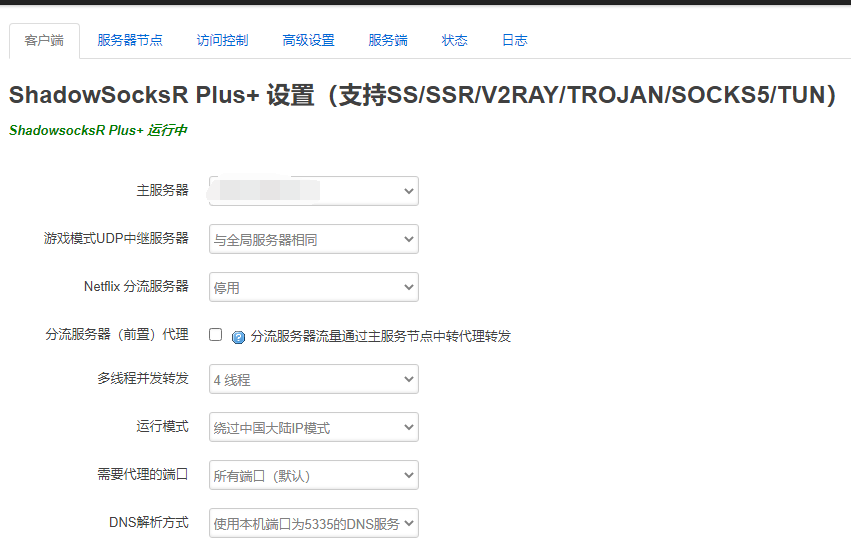 客户端 服务器节点 访问控制 高级设置 服务端 状态 日志
ShadowSocksR Plus+ 设置（支持SS/SSR/V2RAY/TROJAN/SOCKS5/TUN）
ShadowsocksR Plus+ 运行中
主服务器
游戏模式UDP中继服务器 与全局服务器相同
Netflix 分流服务器 停用
分流服务器（前置）代理 分流服务器流量通过主服务节点中转代理转发
多线程并发转发 4 线程
运行模式 绕过中国大陆IP模式
需要代理的端口 所有端口（默认）
DNS解析方式 使用本机端口为5335的DNS服务